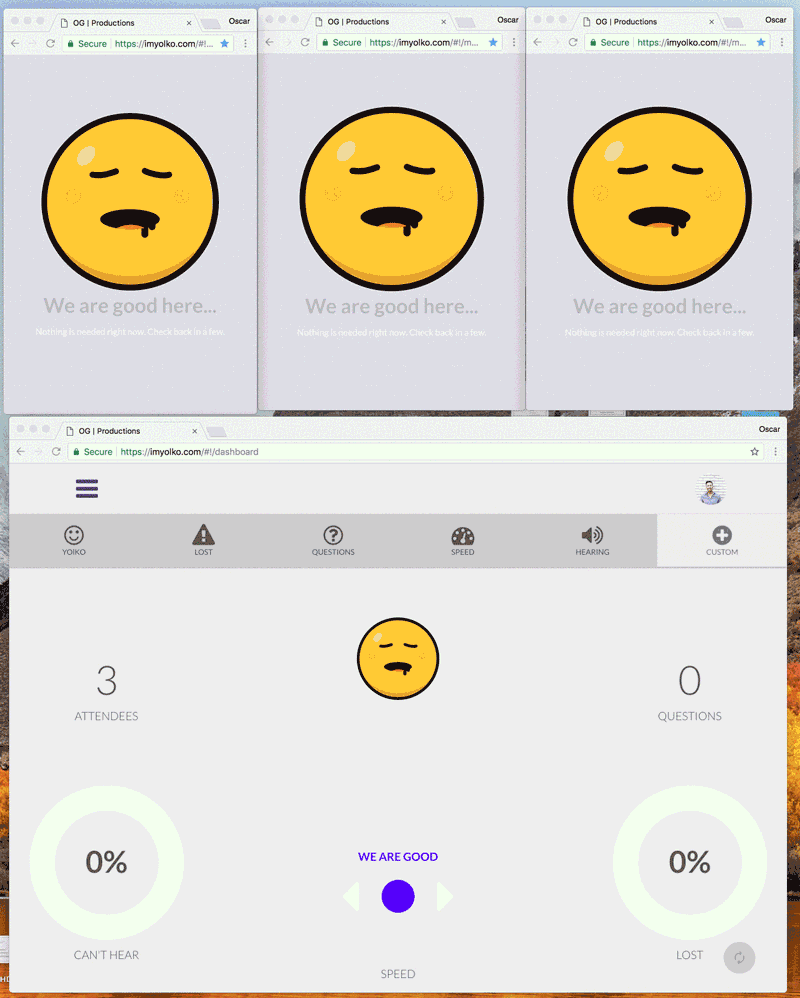 OG | Productions
Oscar
Secure https://imyolko.com/#!...
We are good here...
Nothing is needed right now. Check back in a few.
OG | Productions
Oscar
Secure https://imyolko.com/#!/m...
We are good here...
Nothing is needed right now. Check back in a few.
OG | Productions
Oscar
Secure https://imyolko.com/#!/m...
We are good here...
Nothing is needed right now. Check back in a few.
OG | Productions
Oscar
Secure https://imyolko.com/#!/dashboard
YOIKO
LOST
QUESTIONS
SPEED
HEARING
CUSTOM
3
ATTENDEES
0
QUESTIONS
0%
CAN'T HEAR
WE ARE GOOD
SPEED
0%
LOST